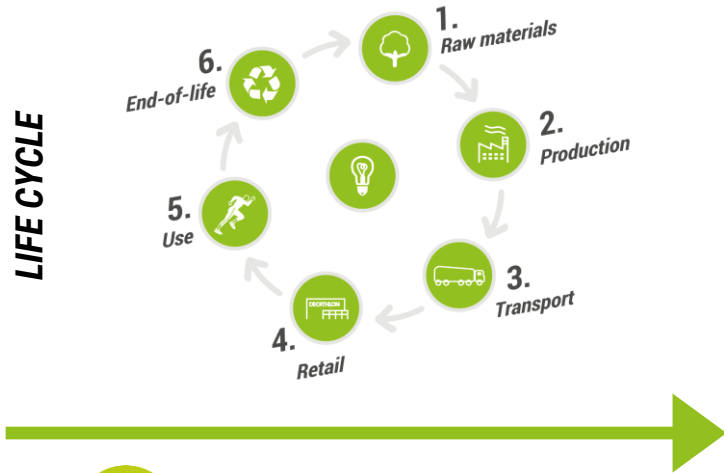 LIFE CYCLE
1.
Raw materials
2.
Production
3.
Transport
DECATHLON
4.
Retail
5.
Use
6.
End-of-life